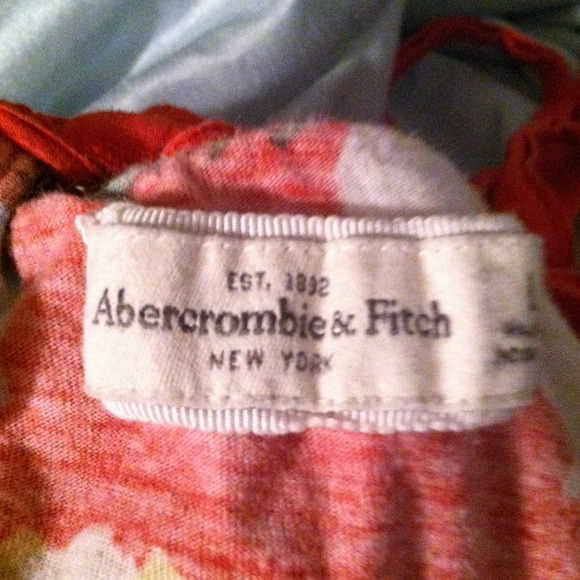 EST. 1892
Abercrombie & Fitch
NEW YORK